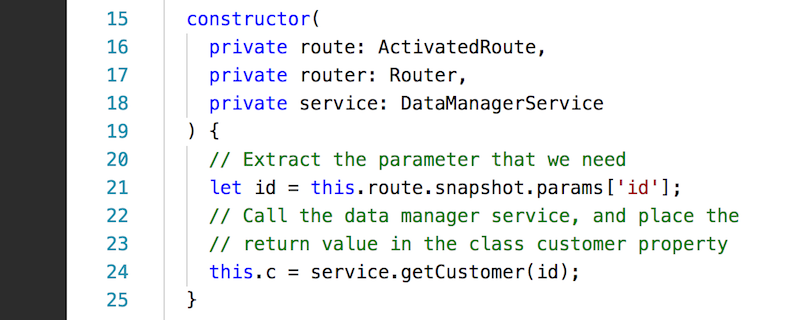 15 constructor(
16 private route: ActivatedRoute,
17 private router: Router,
18 private service: DataManagerService
19 ) {
20 // Extract the parameter that we need
21 let id = this.route.snapshot.params['id'];
22 // Call the data manager service, and place the
23 // return value in the class customer property
24 this.c = service.getCustomer(id);
25 }